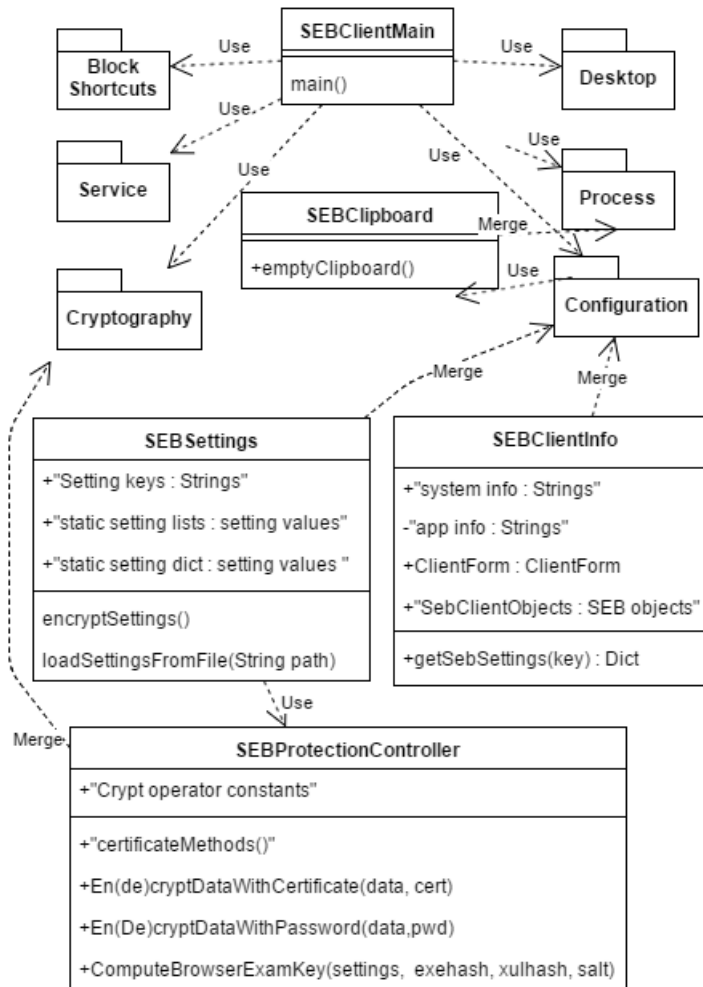 SEBClientMain
main()
Use
Use
Block
Shortcuts
Desktop
Use
Use
Use
Use
Service
Process
SEBClipboard
Merge
+emptyClipboard()
Use
Cryptography
Configuration
Merge
Merge
SEBSettings
+"Setting keys : Strings"
+"static setting lists : setting values"
+"static setting dict : setting values "
encryptSettings()
loadSettingsFromFile(String path)
SEBClientInfo
+"system info : Strings"
-"app info : Strings"
+ClientForm : ClientForm
+"SebClientObjects : SEB objects"
+getSebSettings(key) : Dict
Use
Merge
SEBProtectionController
+"Crypt operator constants"
+"certificateMethods()"
+En(de)cryptDataWithCertificate(data, cert)
+En(De)cryptDataWithPassword(data,pwd)
+ComputeBrowserExamKey(settings, exehash, xulhash, salt)